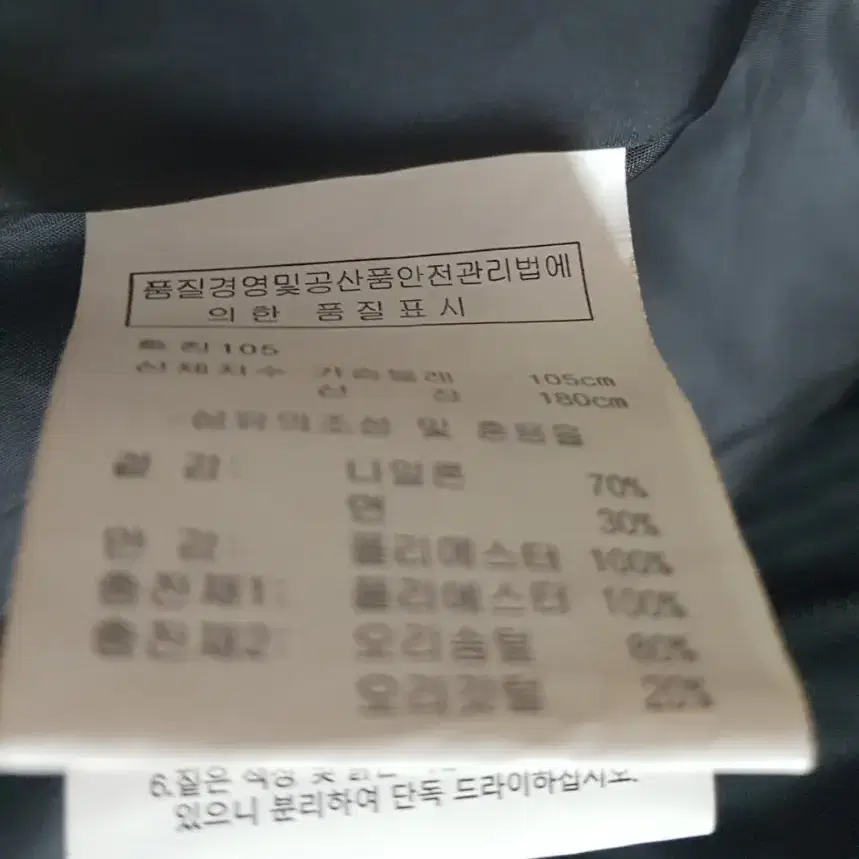 품질경영및공산품안전관리법에
의한 품질표시
호칭105
신체치수 가슴둘레 105cm
신 장 180cm
섬유의조성 및 혼용율
겉 감: 니일론 70%
면 30%
안 감: 폴리에스터 100%
충전재1: 폴리에스터 100%
충전재2: 오리솜털 80%
오리깃털 20%
6.짙은 색상 및
있으니 분리하여 단독 드라이하십시오.